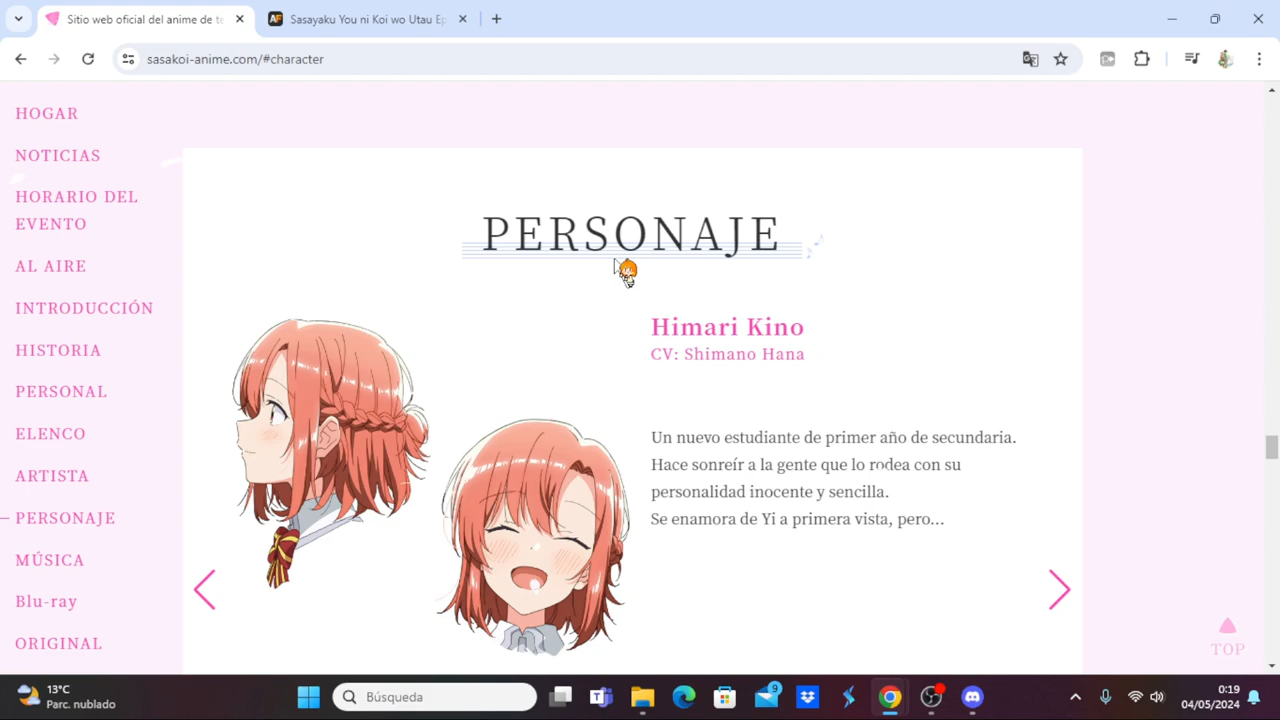 Sitio web oficial del anime de te
Sasayaku You ni Koi wo Utau Ep
sasakoi-anime.com/#character
HOGAR
NOTICIAS
HORARIO DEL
EVENTO
AL AIRE
INTRODUCCIÓN
HISTORIA
PERSONAL
ELENCO
ARTISTA
PERSONAJE
MÚSICA
Blu-ray
ORIGINAL
PERSONAJE
Himari Kino
CV: Shimano Hana
Un nuevo estudiante de primer año de secundaria.
Hace sonreír a la gente que lo rodea con su
personalidad inocente y sencilla.
Se enamora de Yi a primera vista, pero...
TOP
13°C
Parc. nublado
Búsqueda
9
0:19
04/05/2024